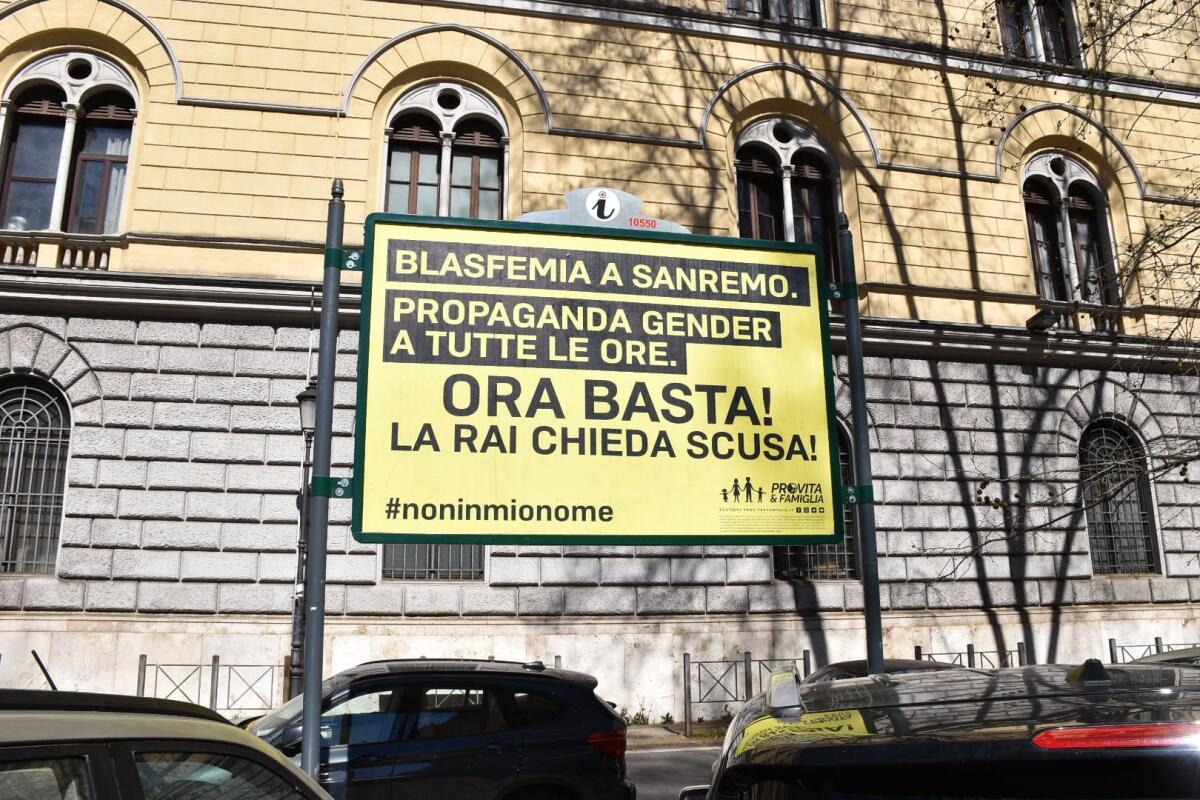 i
10550
BLASFEMIA A SANREMO.
PROPAGANDA GENDER
A TUTTE LE ORE.
ORA BASTA!
LA RAI CHIEDA SCUSA!
#noninmionome
PROVITA
& FAMIGLIA